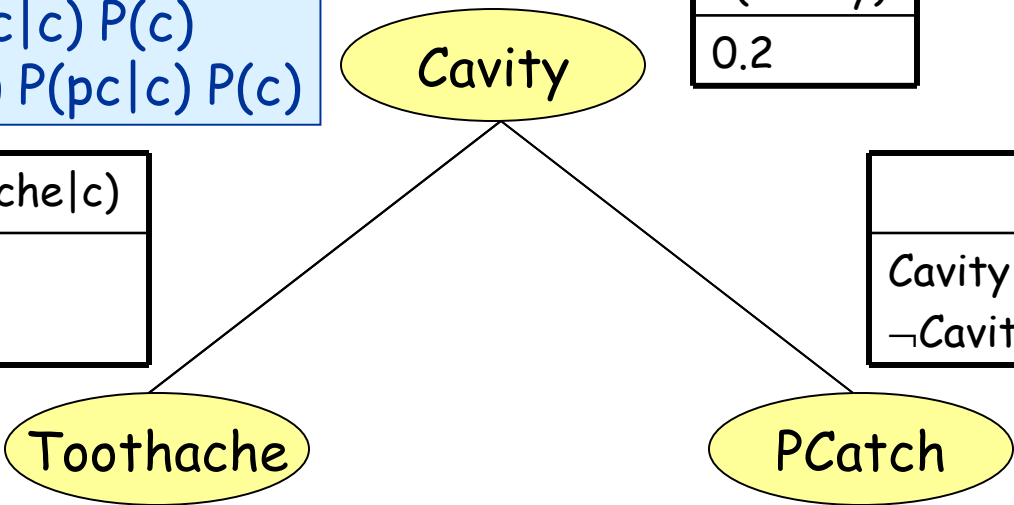 c|c) P(c)
) P(pc|c) P(c)
Cavity
0.2
che|c)
Cavity
¬Cavit
Toothache
PCatch